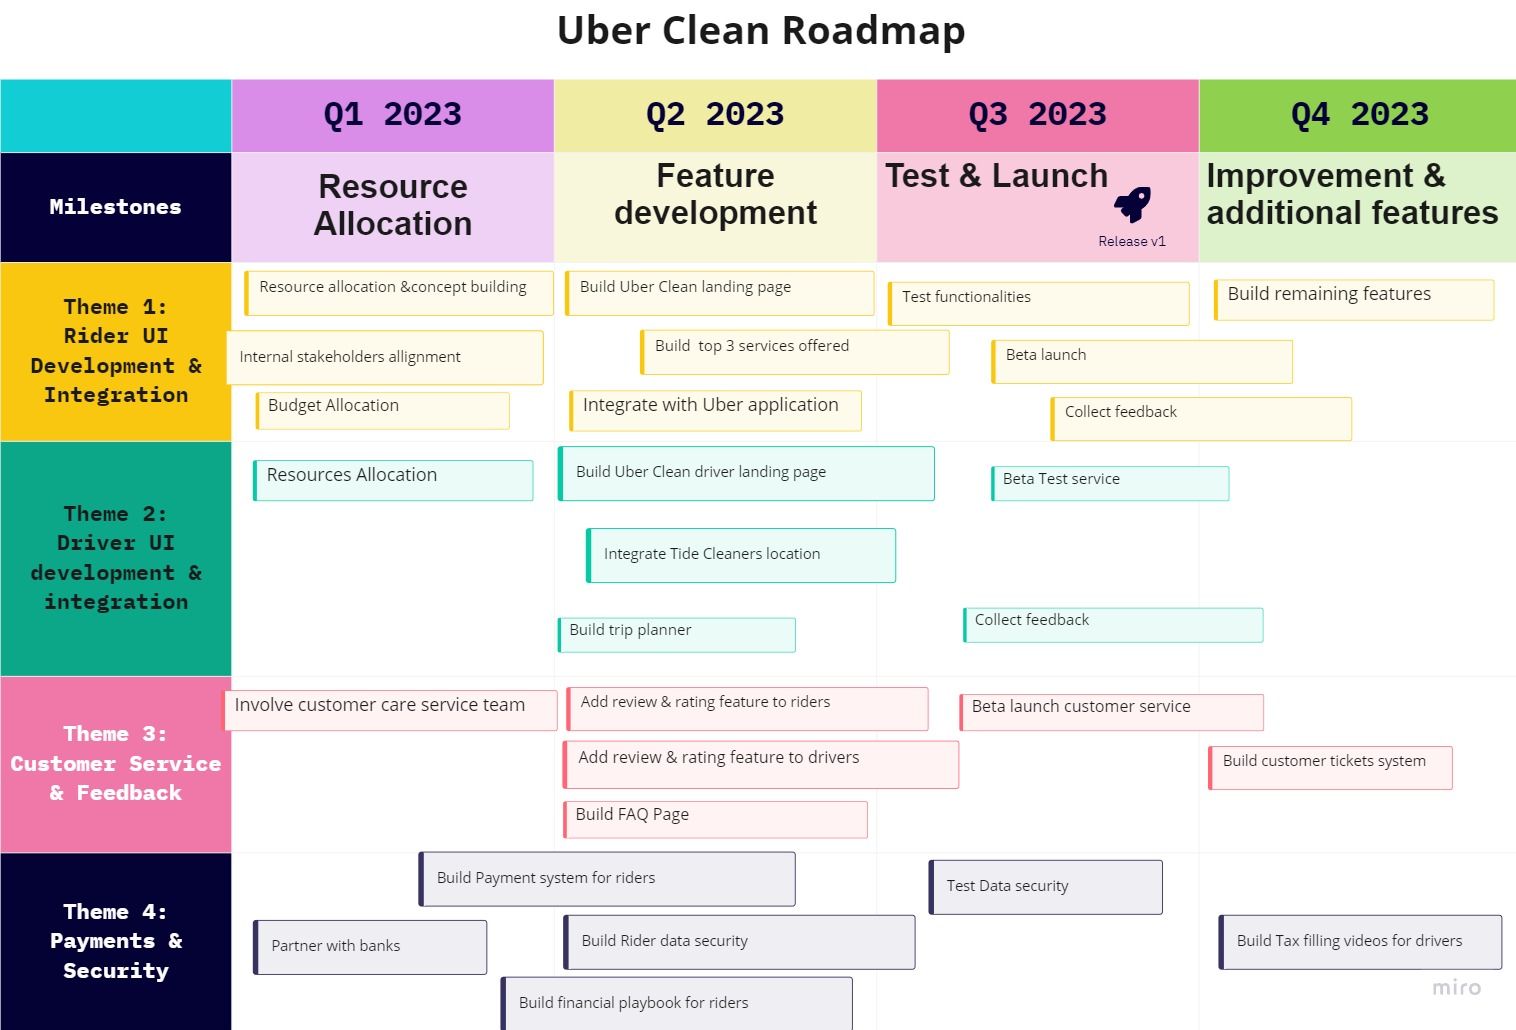 Uber Clean Roadmap
Q1 2023
Q2 2023
Q3 2023
Q4 2023
Milestones
Resource
Allocation
Feature
development
Test & Launch
Release v1
Improvement &
additional features
Theme 1:
Rider UI
Development &
Integration
Resource allocation &concept building
Internal stakeholders allignment
Budget Allocation
Build Uber Clean landing page
Build  top 3 services offered
Integrate with Uber application
Test functionalities
Beta launch
Collect feedback
Build remaining features
Theme 2:
Driver UI
development &
integration
Resources Allocation
Build Uber Clean driver landing page
Integrate Tide Cleaners location
Build trip planner
Beta Test service
Collect feedback
Theme 3:
Customer Service
& Feedback
Involve customer care service team
Add review & rating feature to riders
Add review & rating feature to drivers
Build FAQ Page
Beta launch customer service
Build customer tickets system
Theme 4:
Payments &
Security
Build Payment system for riders
Partner with banks
Build Rider data security
Build financial playbook for riders
Test Data security
Build Tax filling videos for drivers
miro